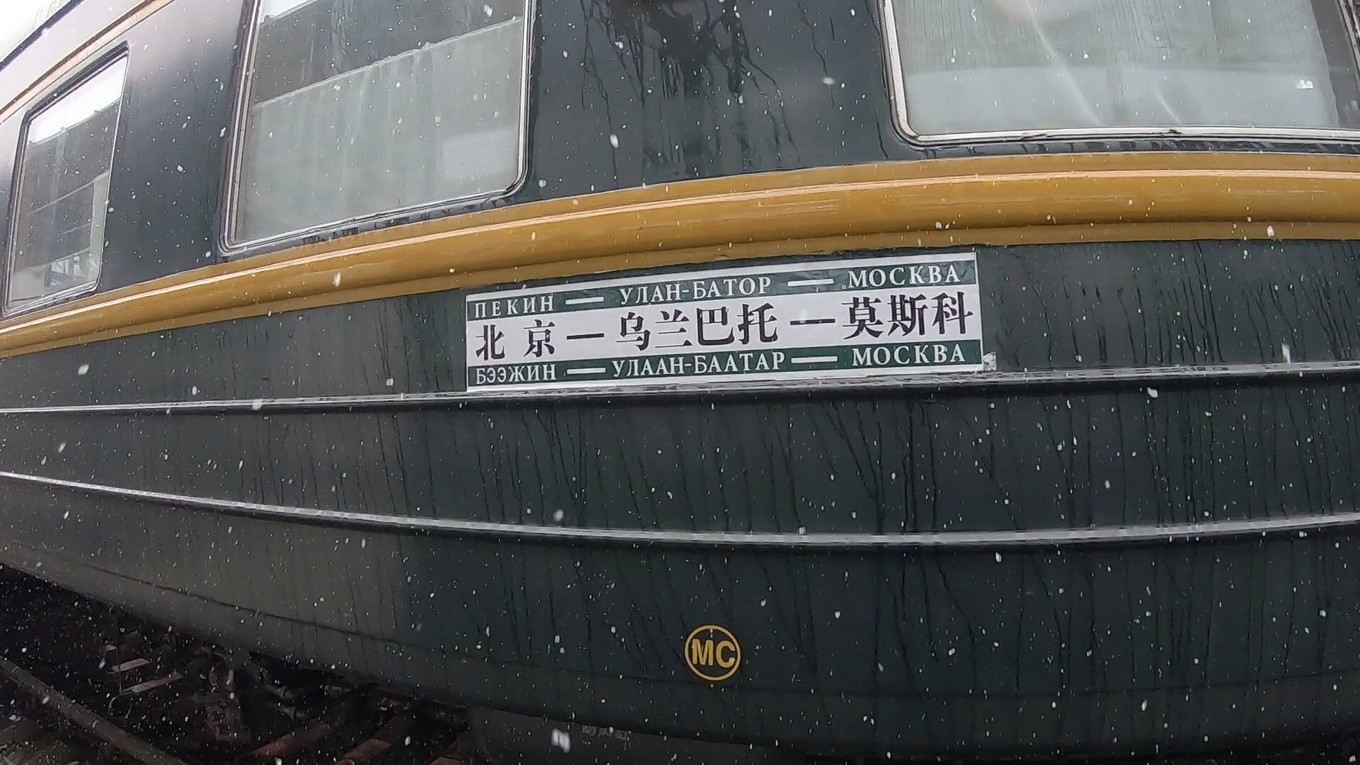 ПЕКИН — УЛАН-БАТОР — МОСКВА
北京—乌兰巴托—莫斯科
БЭЭЖИН — УЛААН-БААТАР — МОСКВА
MC